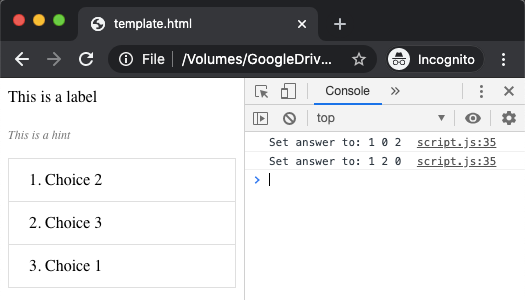 template.html
File
/Volumes/GoogleDriv...
Incognito
This is a label
This is a hint
1. Choice 2
2. Choice 3
3. Choice 1
Console
top
Set answer to: 1 0 2 script.js:35
Set answer to: 1 2 0 script.js:35